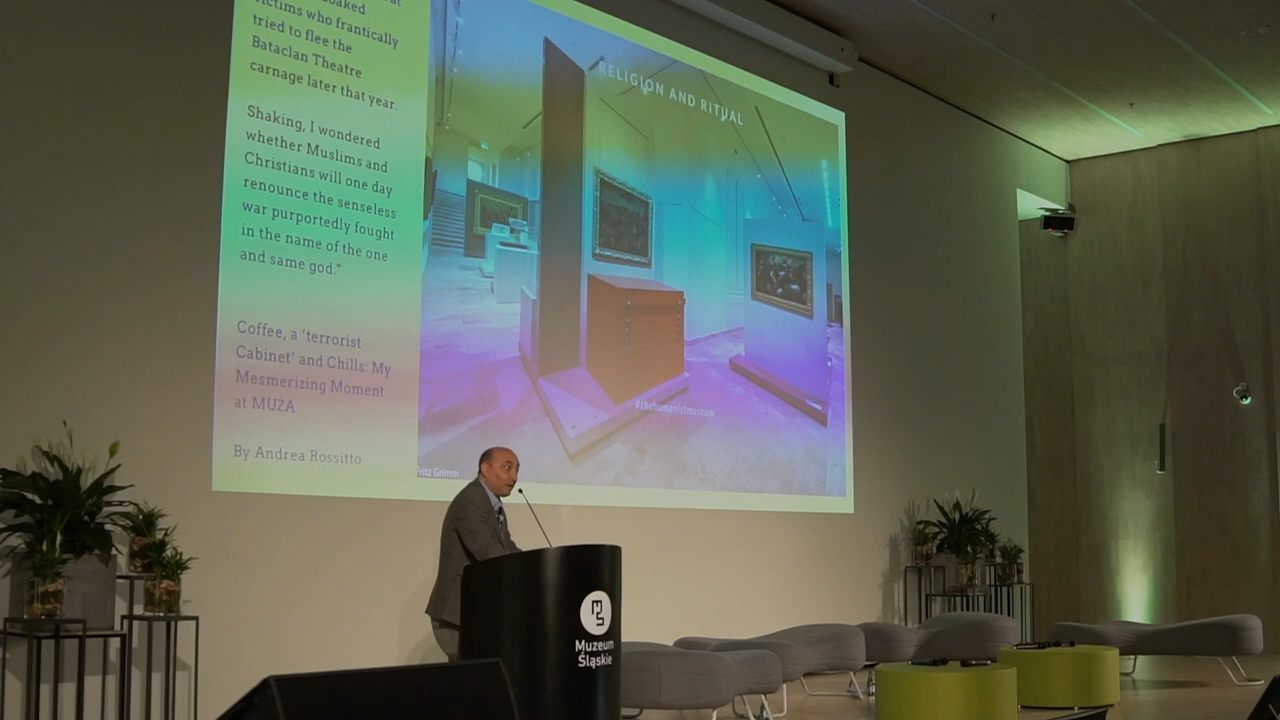 victims who frantically
tried to flee the
Bataclan Theatre
carnage later that year.
Shaking, I wondered
whether Muslims and
Christians will one day
renounce the senseless
war purportedly fought
in the name of the one
and same god."
Coffee, a 'terrorist
Cabinet' and Chills: My
Mesmerizing Moment
at MUZA
By Andrea Rossitto
RELIGION AND RITUAL
#thehumanistmuseum
Fritz Grimm
Muzeum
Śląskie